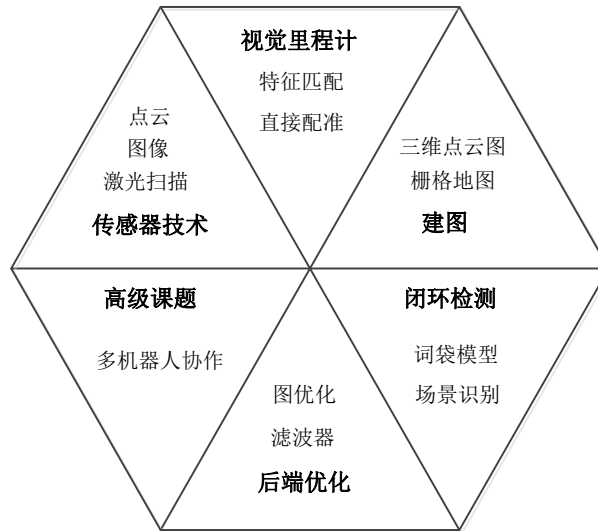 视觉里程计
特征匹配
直接配准
点云
图像
激光扫描
传感器技术
三维点云图
栅格地图
建图
高级课题
多机器人协作
图优化
滤波器
后端优化
闭环检测
词袋模型
场景识别